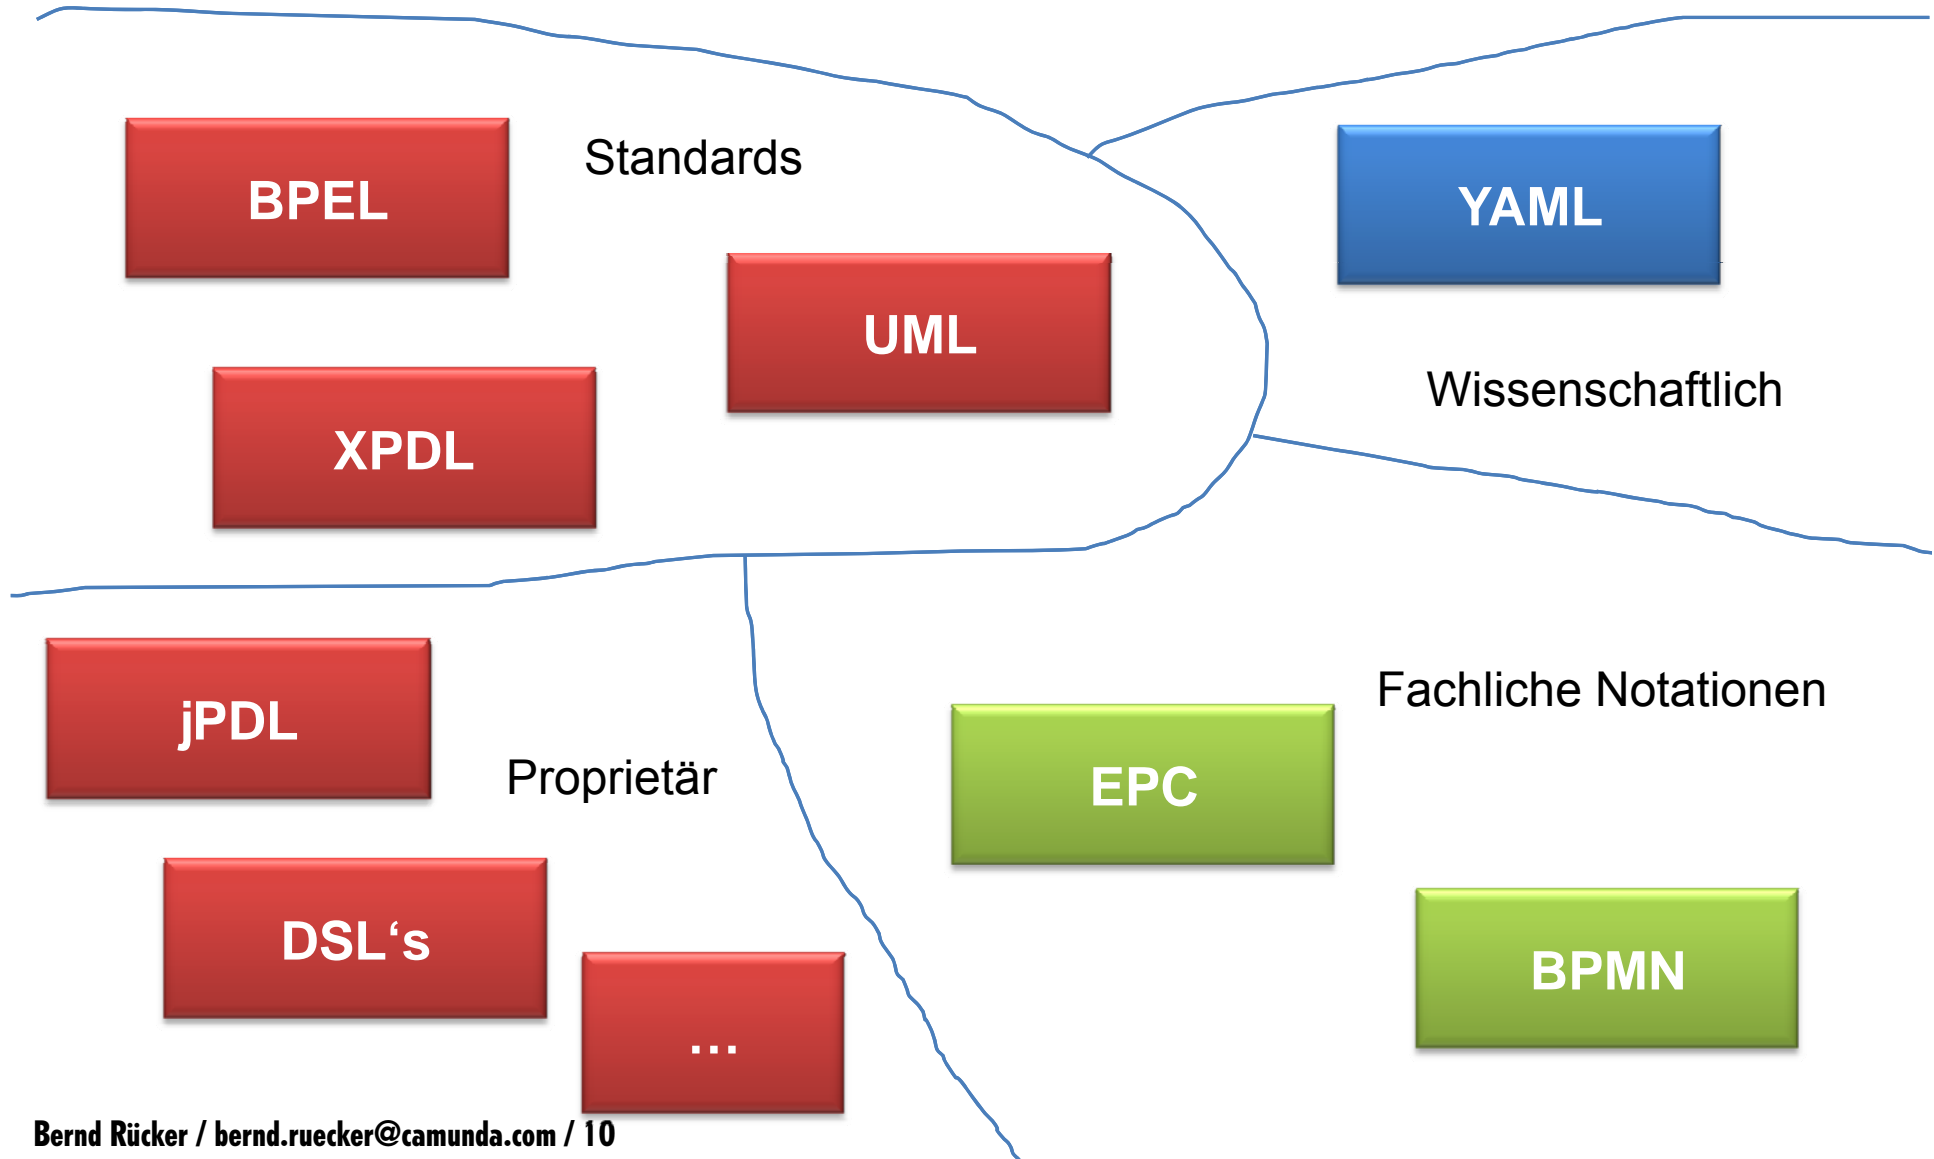 BPEL
Standards
YAML
UML
Wissenschaftlich
XPDL
jPDL
Proprietär
Fachliche Notationen
EPC
DSL‘s
BPMN
...
Bernd Rücker / bernd.ruecker@camunda.com / 10